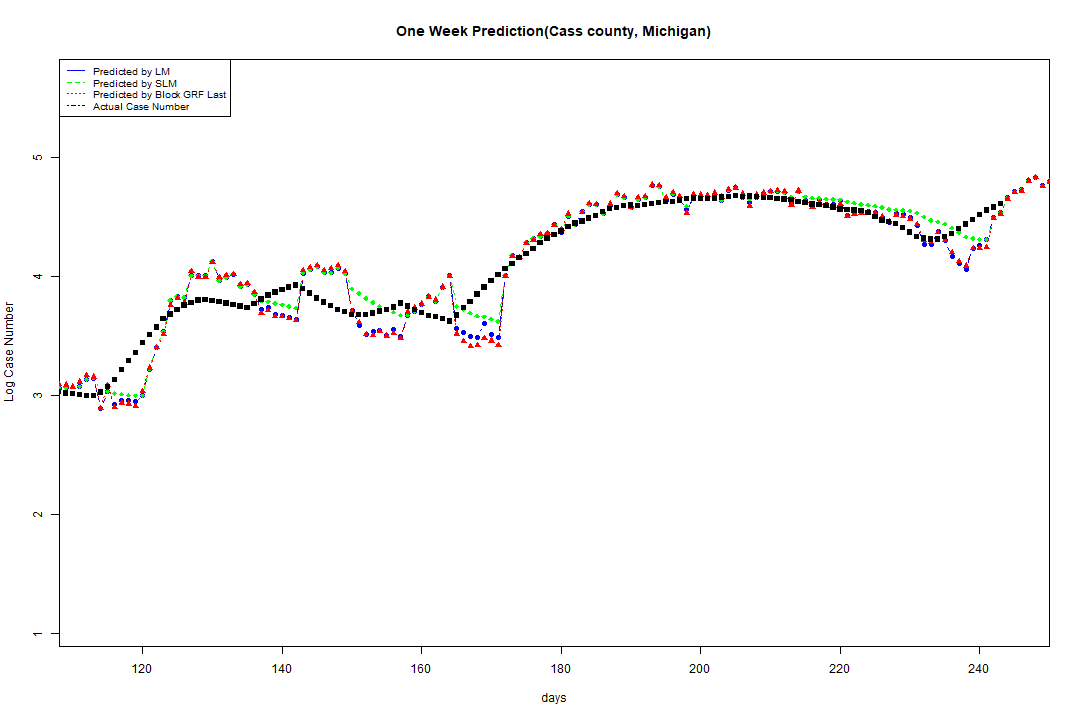 One Week Prediction(Cass county, Michigan)
Predicted by LM
Predicted by SLM
Predicted by Block GRF Last
Actual Case Number
5
4
3
2
1
Log Case Number
120 140 160 180 200 220 240
days